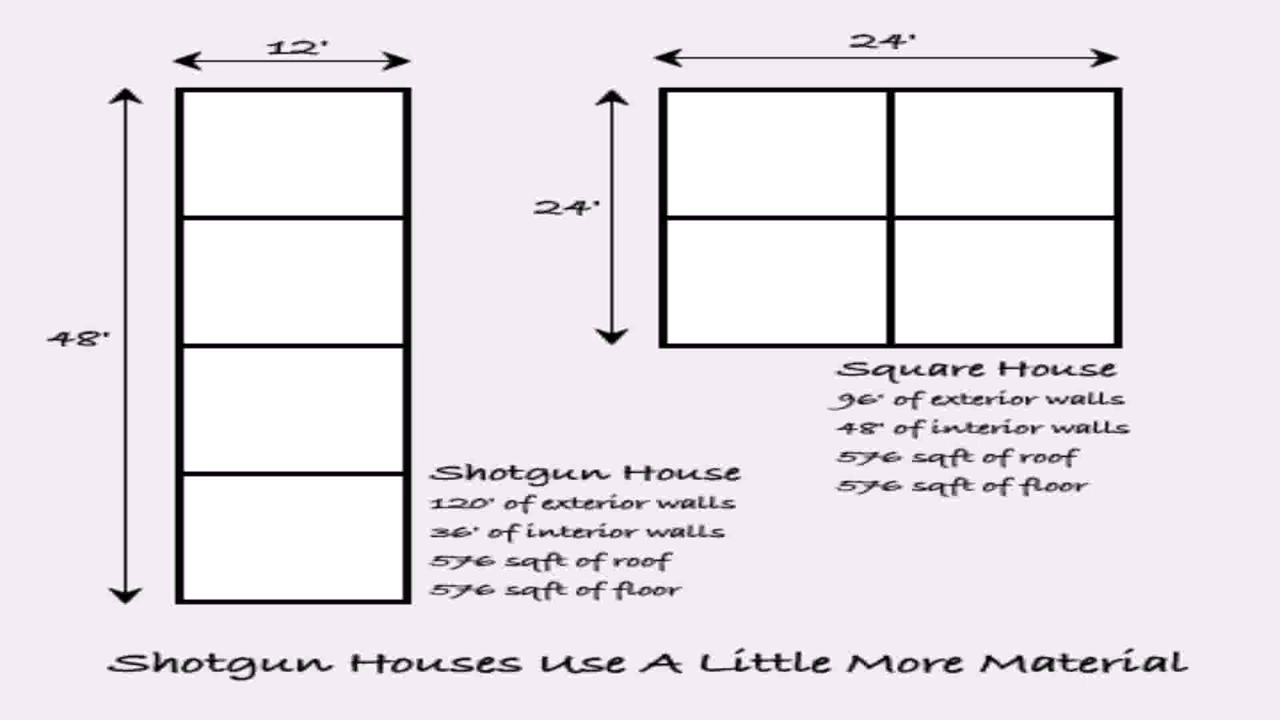 12'
24'
48'
24'
Square House
96' of exterior walls
48' of interior walls
576 sqft of roof
576 sqft of floor
Shotgun House
120' of exterior walls
36' of interior walls
576 sqft of roof
576 sqft of floor
Shotgun Houses Use A Little More Material